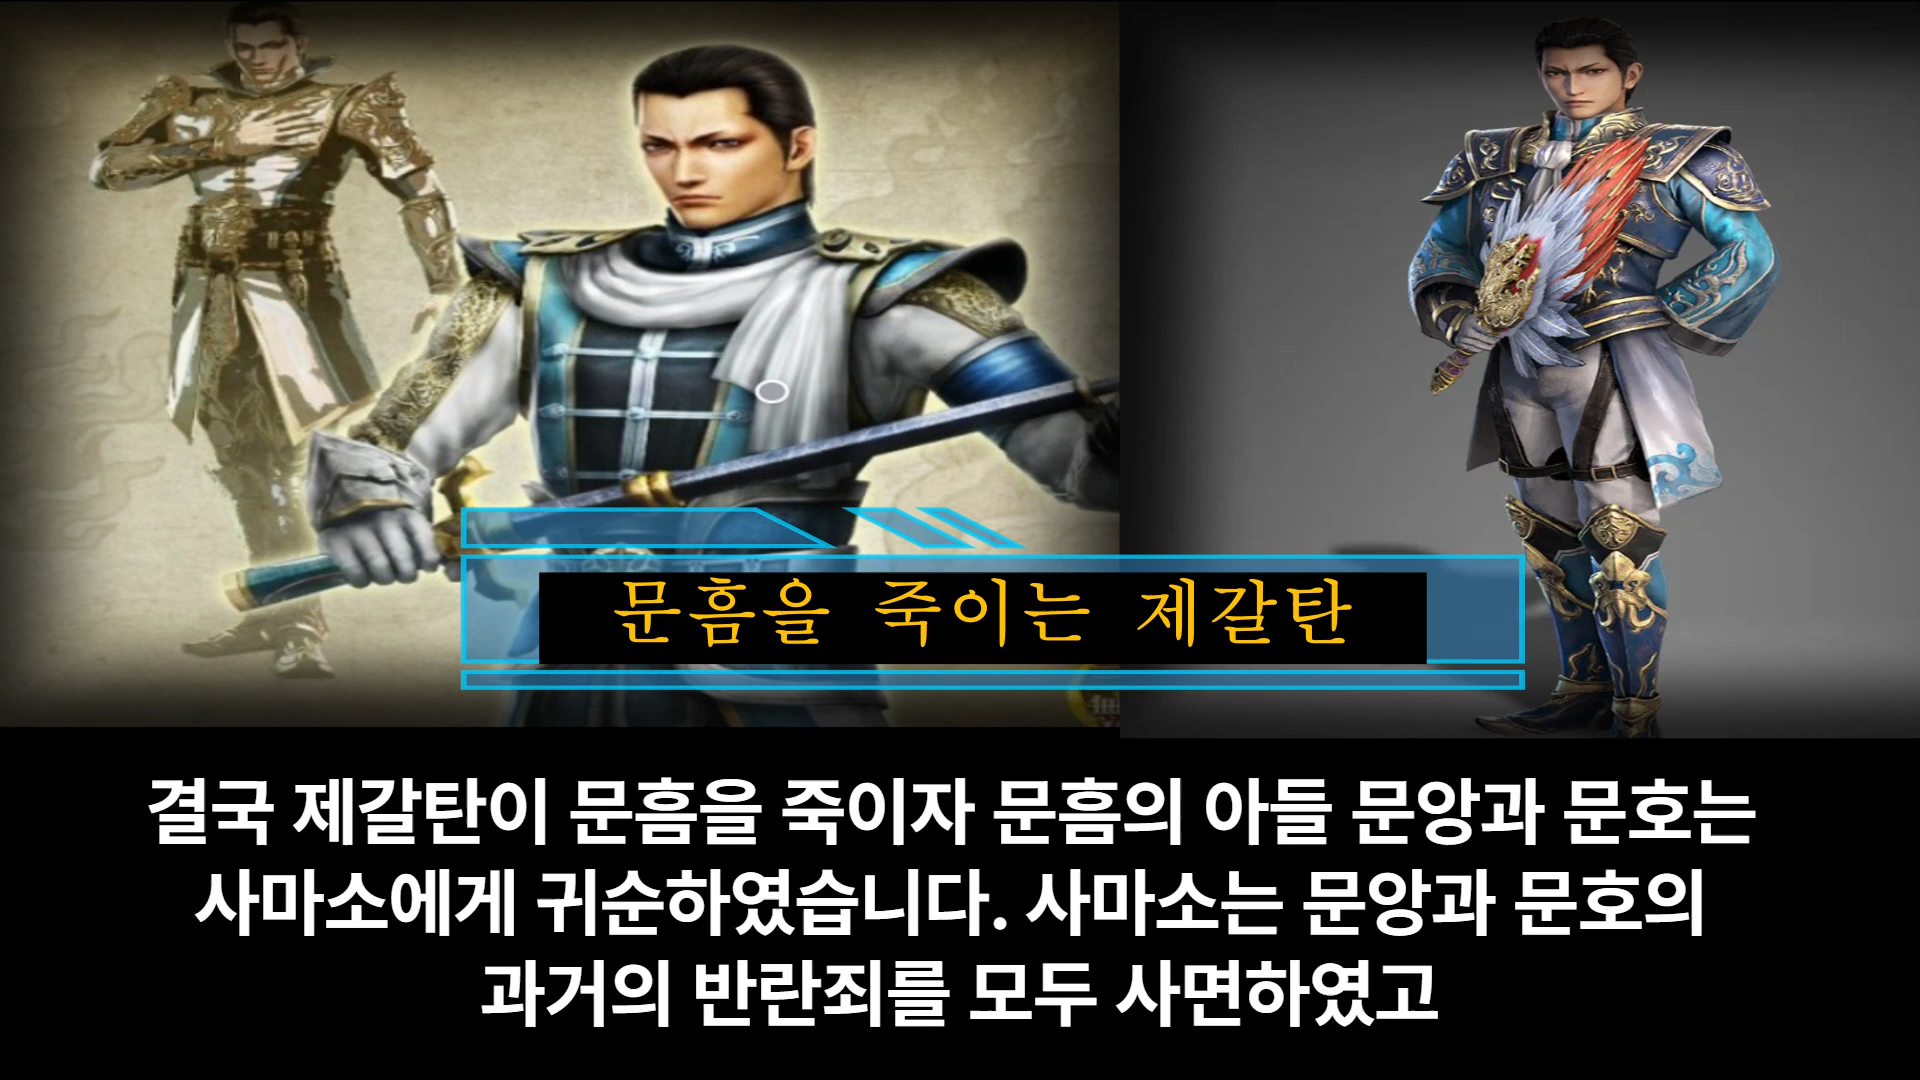 문흠을 죽이는 제갈탄
결국 제갈탄이 문흠을 죽이자 문흠의 아들 문앙과 문호는
사마소에게 귀순하였습니다. 사마소는 문앙과 문호의
과거의 반란죄를 모두 사면하였고